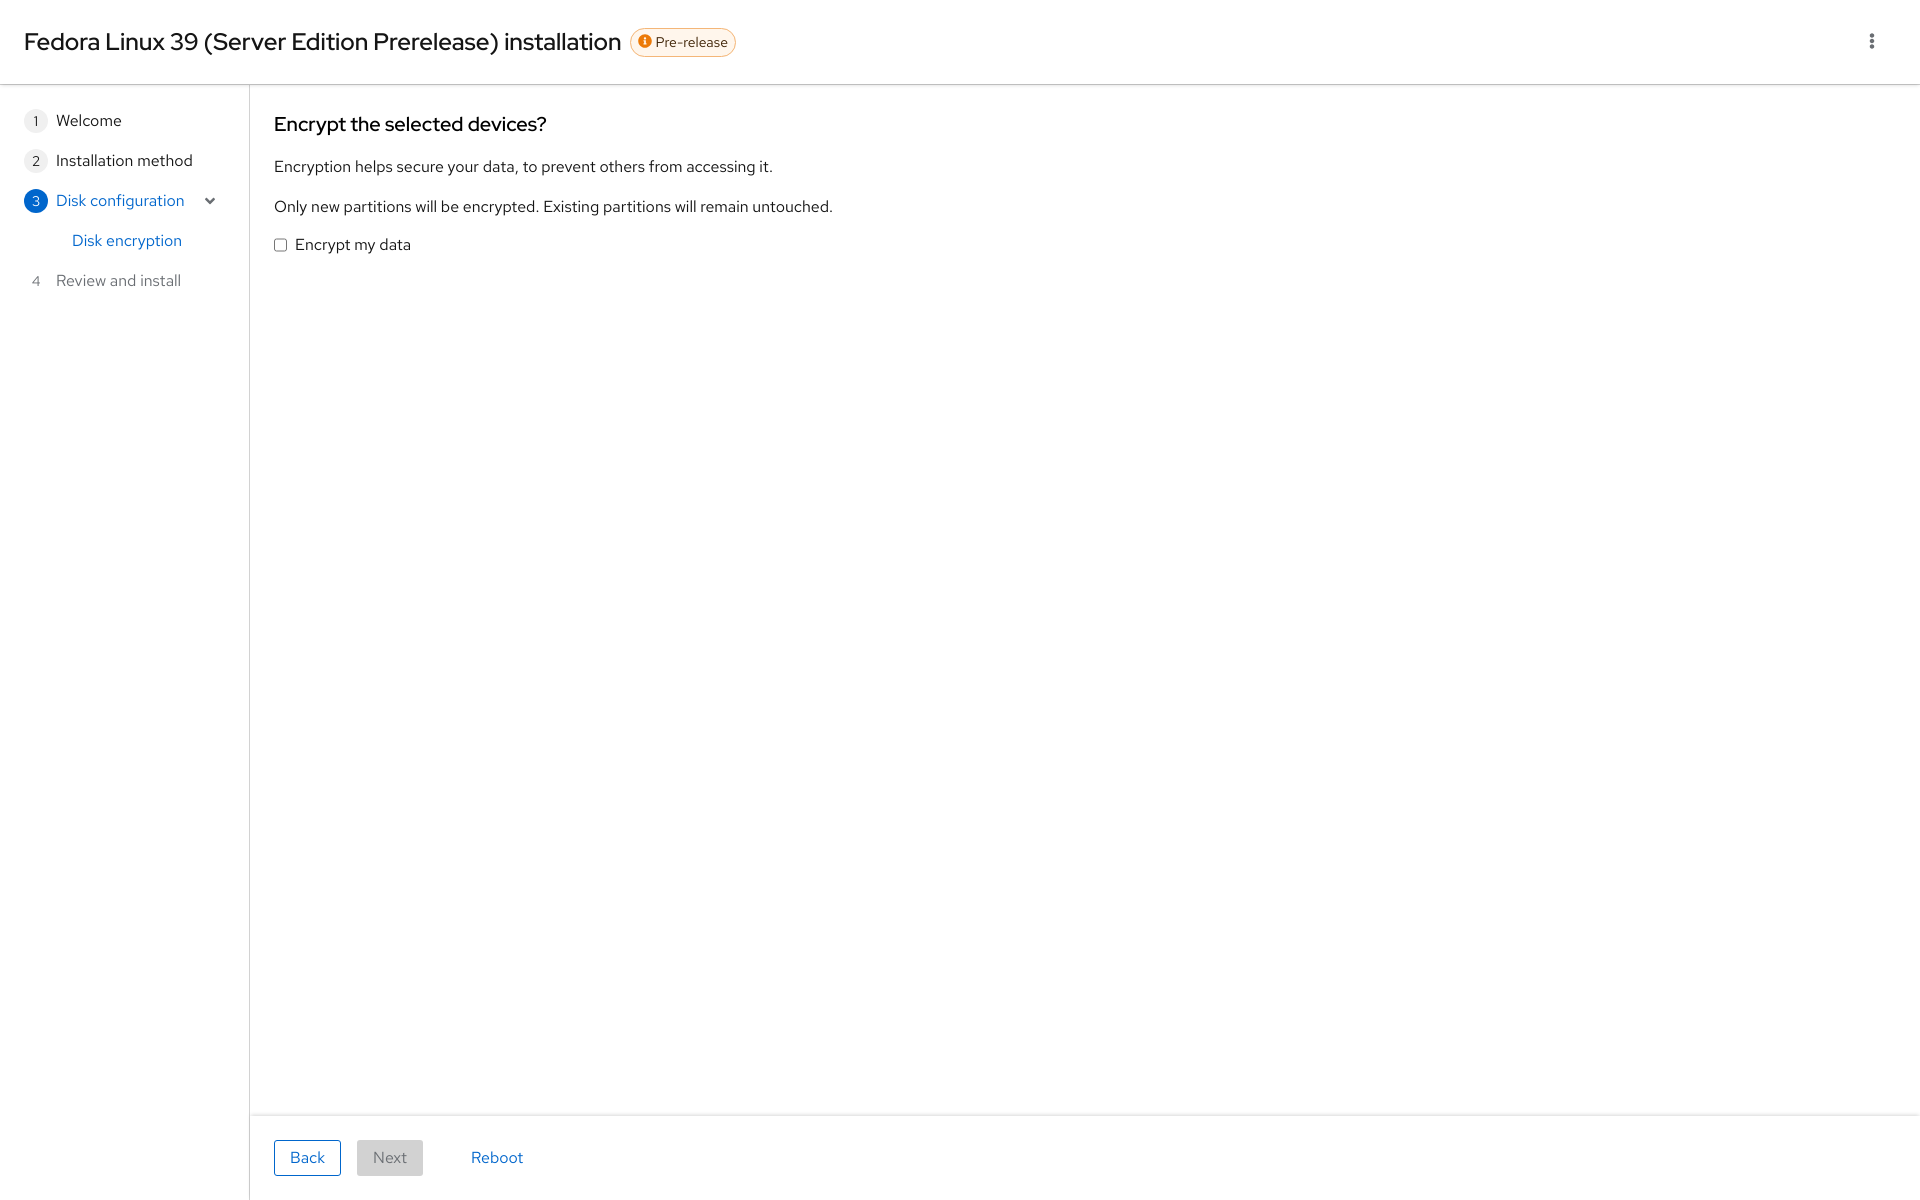 Fedora Linux 39 (Server Edition Prerelease) installation
Pre-release
1 Welcome
2 Installation method
3 Disk configuration
Disk encryption
4 Review and install
Encrypt the selected devices?
Encryption helps secure your data, to prevent others from accessing it.
Only new partitions will be encrypted. Existing partitions will remain untouched.
Encrypt my data
Back
Next
Reboot